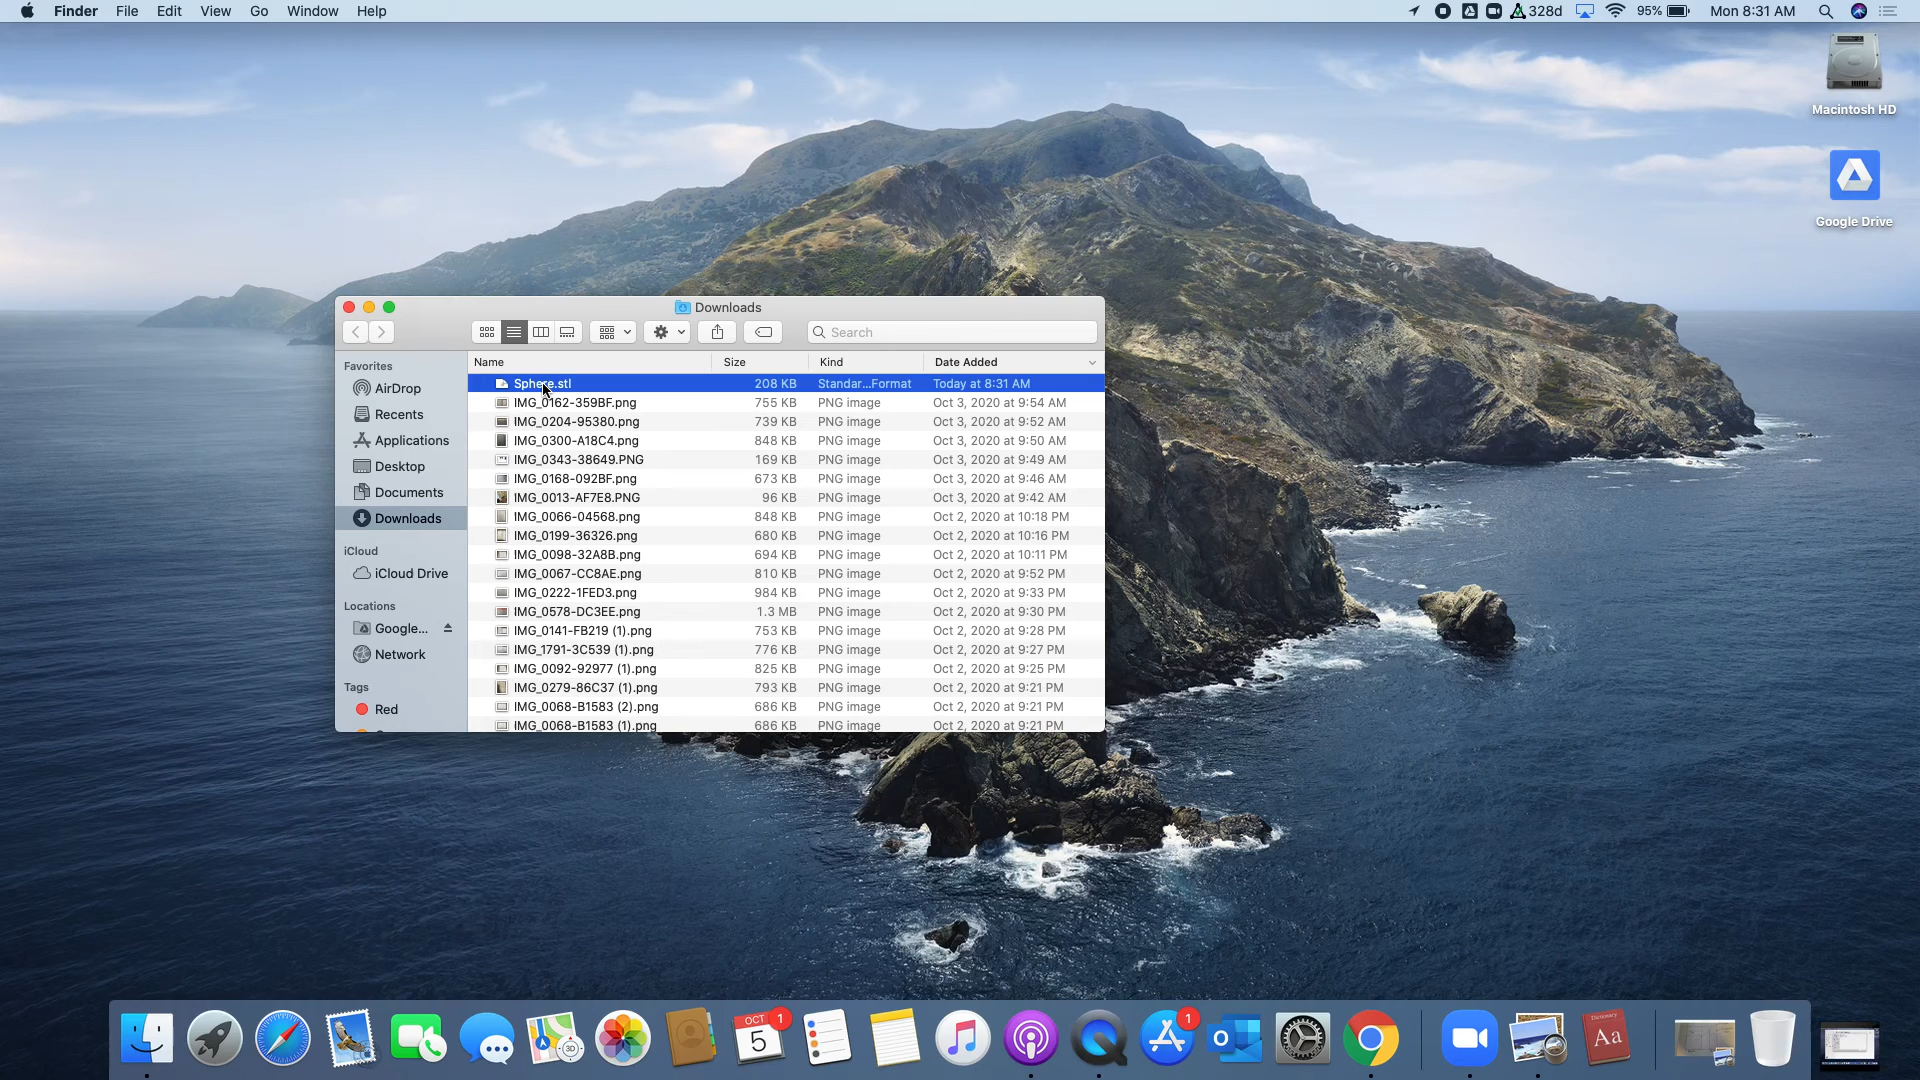 Finder File Edit View Go Window Help 328d 95% Mon 8:31 AM
Macintosh HD
Google Drive
Downloads
Search
Name Size Kind Date Added
Favorites
AirDrop
Recents
Applications
Desktop
Documents
Downloads
iCloud
iCloud Drive
Locations
Google...
Network
Tags
Red
Sphere.stl 208 KB Standar...Format Today at 8:31 AM
IMG_0162-359BF.png 755 KB PNG image Oct 3, 2020 at 9:54 AM
IMG_0204-95380.png 739 KB PNG image Oct 3, 2020 at 9:52 AM
IMG_0300-A18C4.png 848 KB PNG image Oct 3, 2020 at 9:50 AM
IMG_0343-38649.PNG 169 KB PNG image Oct 3, 2020 at 9:49 AM
IMG_0168-092BF.png 673 KB PNG image Oct 3, 2020 at 9:46 AM
IMG_0013-AF7E8.PNG 96 KB PNG image Oct 3, 2020 at 9:42 AM
IMG_0066-04568.png 848 KB PNG image Oct 2, 2020 at 10:18 PM
IMG_0199-36326.png 680 KB PNG image Oct 2, 2020 at 10:16 PM
IMG_0098-32A8B.png 694 KB PNG image Oct 2, 2020 at 10:11 PM
IMG_0067-CC8AE.png 810 KB PNG image Oct 2, 2020 at 9:52 PM
IMG_0222-1FED3.png 984 KB PNG image Oct 2, 2020 at 9:33 PM
IMG_0578-DC3EE.png 1.3 MB PNG image Oct 2, 2020 at 9:30 PM
IMG_0141-FB219 (1).png 753 KB PNG image Oct 2, 2020 at 9:28 PM
IMG_1791-3C539 (1).png 776 KB PNG image Oct 2, 2020 at 9:27 PM
IMG_0092-92977 (1).png 825 KB PNG image Oct 2, 2020 at 9:25 PM
IMG_0279-86C37 (1).png 793 KB PNG image Oct 2, 2020 at 9:21 PM
IMG_0068-B1583 (2).png 686 KB PNG image Oct 2, 2020 at 9:21 PM
IMG_0068-B1583 (1).png 686 KB PNG image Oct 2, 2020 at 9:21 PM
3D
OCT 1
5
1
Dictionary
Aa